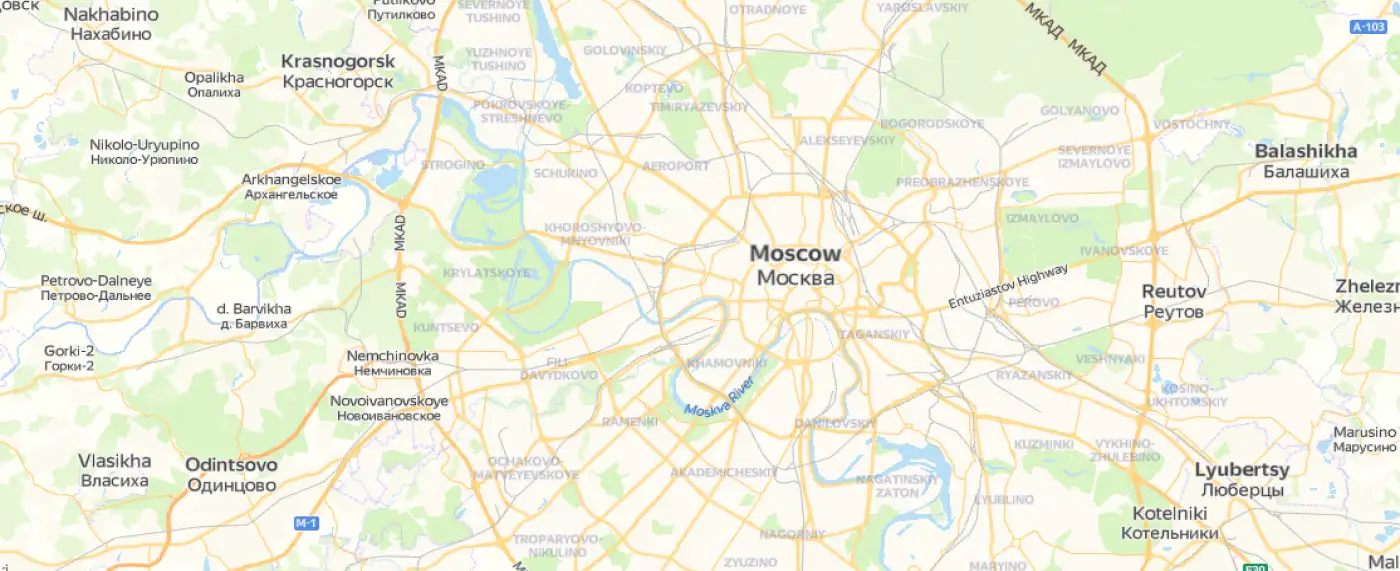 Nakhabino
Нахабино
Путилково
SEVERNOYE
TUSHINO
OTRADNOYE
YAROSLAVSKIY
МКАД
МКАД
A-103
Krasnogorsk
Красногорск
Opalikha
Опалиха
МКАД
YUZHNOYE
TUSHINO
GOLOVINSKIY
KOPTEVO
TIMIRYAZEVSKIY
POKROVSKOYE-
STRESHNEVO
ALEKSEYEVSKIY
BOGORODSKOYE
GOLYANOVO
VOSTOCHNY
Nikolo-Uryupino
Николо-Урюпино
STROGINO
SCHUKINO
AEROPORT
SEVERNOYE
IZMAYLOVO
Balashikha
Балашиха
Arkhangelskoe
Архангельское
PREOBRAZHENSKOYE
ское ш.
МКАД
KHOROSHYOVO-
MNYOVNIKI
IZMAYLOVO
IVANOVSKOYE
Moscow
Москва
Petrovo-Dalneye
Петрово-Дальнее
KRYLATSKOYE
МКАД
Entuziastov Highway
PEROVO
Reutov
Реутов
d. Barvikha
д. Барвиха
KUNTSEVO
TAGANSKIY
Gorki-2
Горки-2
Nemchinovka
Немчиновка
FILI
DAVYDKOVO
KHAMOVNIKI
VESHNYAKI
RYAZANSKIY
KOSINO-
UKHTOMSKIY
Moskva River
Novoivanovskoye
Новоивановское
RAMENKI
DANILOVSKIY
KUZMINKI
VYKHINO-
ZHULEBINO
Marusino
Марусино
Vlasikha
Власиха
Odintsovo
Одинцово
OCHAKOVO-
MATVEYEVSKOYE
AKADEMICHESKIY
NAGATINSKIY
ZATON
LYUBLINO
Lyubertsy
Люберцы
M-1
Kotelniki
Котельники
TROPARYOVO-
NIKULINO
NAGORNIY
ZYUZINO
MARYINO